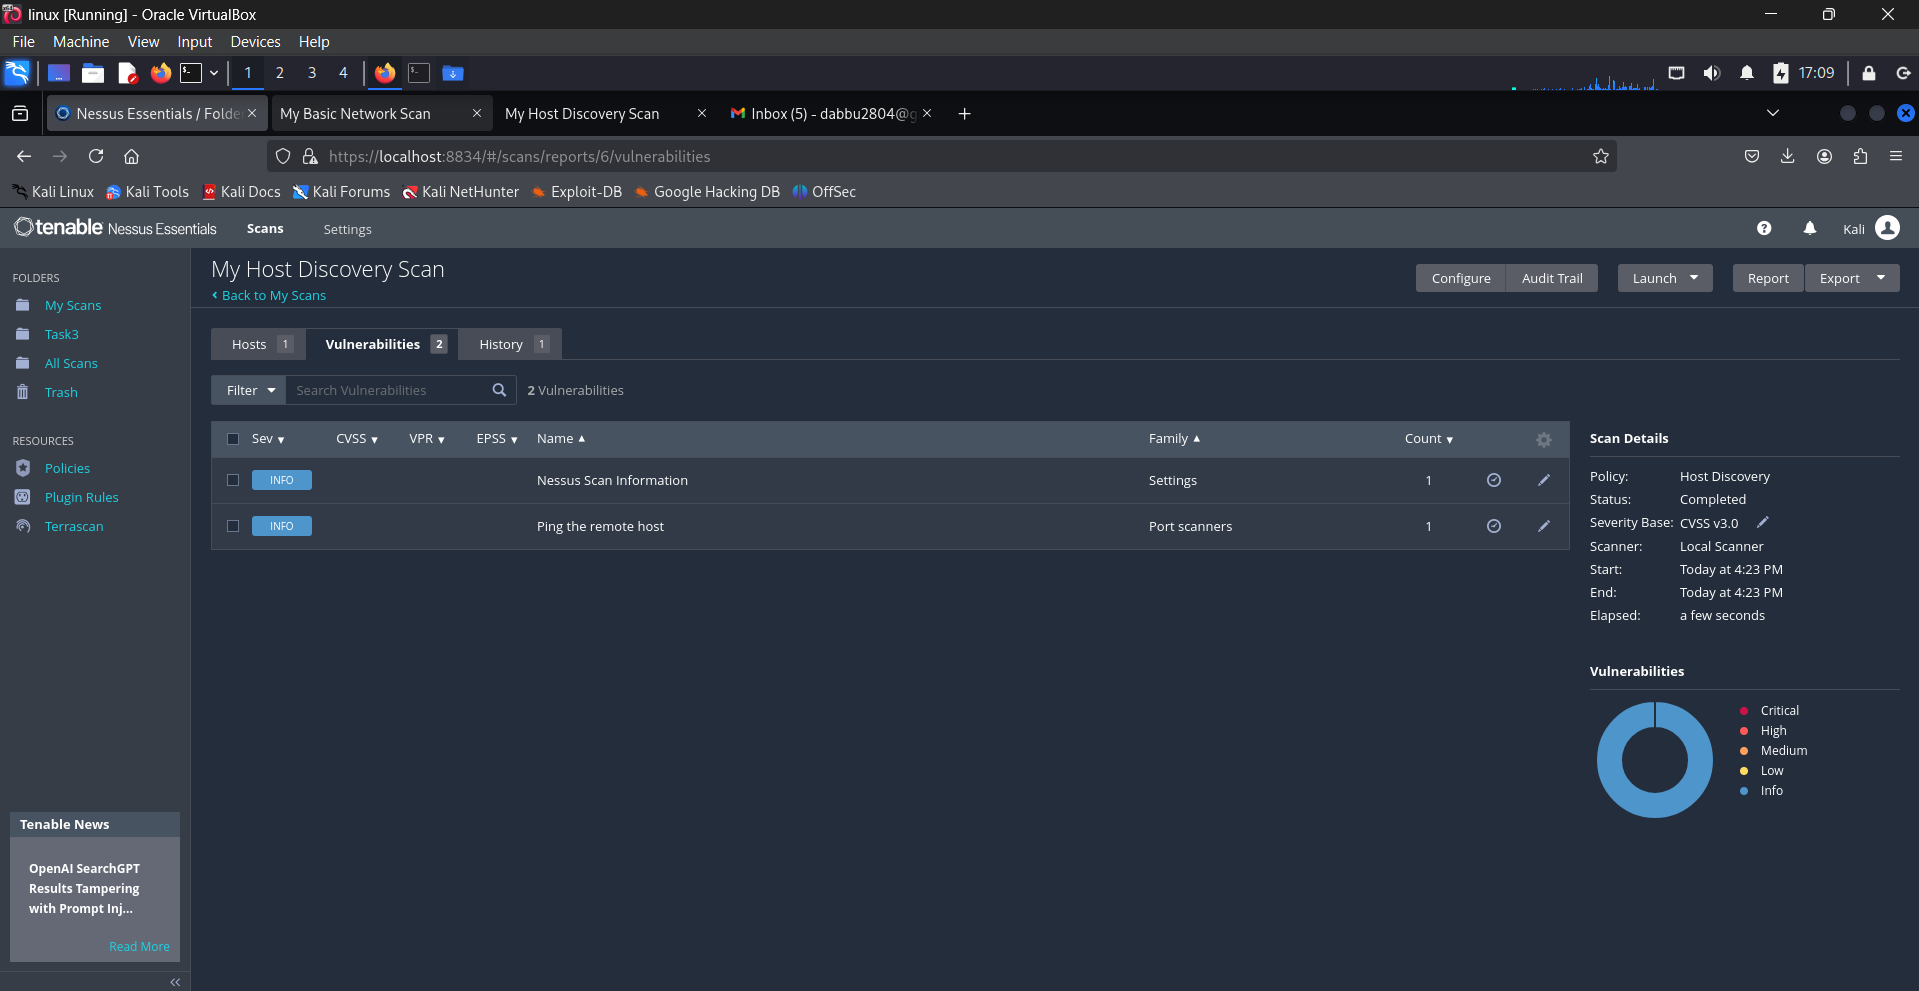 linux [Running] - Oracle VirtualBox
File Machine View Input Devices Help
1 2 3 4 17:09
Nessus Essentials / Folde My Basic Network Scan My Host Discovery Scan Inbox (5) - dabbu2804@g
https://localhost:8834/#/scans/reports/6/vulnerabilities
Kali Linux Kali Tools Kali Docs Kali Forums Kali NetHunter Exploit-DB Google Hacking DB OffSec
tenable Nessus Essentials Scans Settings Kali
FOLDERS
My Scans
Task3
All Scans
Trash
RESOURCES
Policies
Plugin Rules
Terrascan
Tenable News
OpenAI SearchGPT
Results Tampering
with Prompt Inj...
Read More
My Host Discovery Scan
Back to My Scans
Configure Audit Trail Launch Report Export
Hosts 1 Vulnerabilities 2 History 1
Filter Search Vulnerabilities 2 Vulnerabilities
Sev CVSS VPR EPSS Name Family Count
INFO Nessus Scan Information Settings 1
INFO Ping the remote host Port scanners 1
Scan Details
Policy: Host Discovery
Status: Completed
Severity Base: CVSS v3.0
Scanner: Local Scanner
Start: Today at 4:23 PM
End: Today at 4:23 PM
Elapsed: a few seconds
Vulnerabilities
Critical
High
Medium
Low
Info